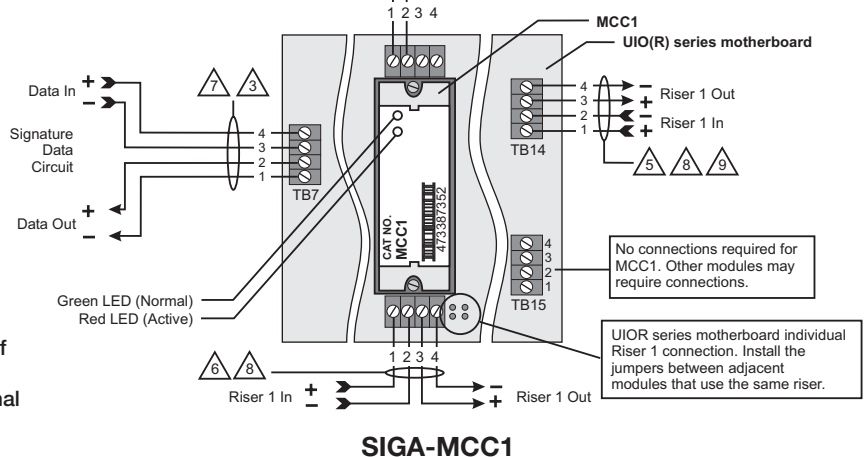 1 2 3 4
MCC1
UIO(R) series motherboard
Data In
+
−
7
3
Signature
Data
Circuit
4
3
2
1
TB7
Data Out
+
−
4
3
2
1
TB14
− Riser 1 Out
+
− Riser 1 In
+
5
8
9
CAT NO.
MCC1
473387352
4
3
2
1
TB15
No connections required for
MCC1. Other modules may
require connections.
Green LED (Normal)
Red LED (Active)
UIOR series motherboard individual
Riser 1 connection. Install the
jumpers between adjacent
modules that use the same riser.
f
nal
6
8
1 2 3 4
Riser 1 In
+
−
−
+
Riser 1 Out
SIGA-MCC1